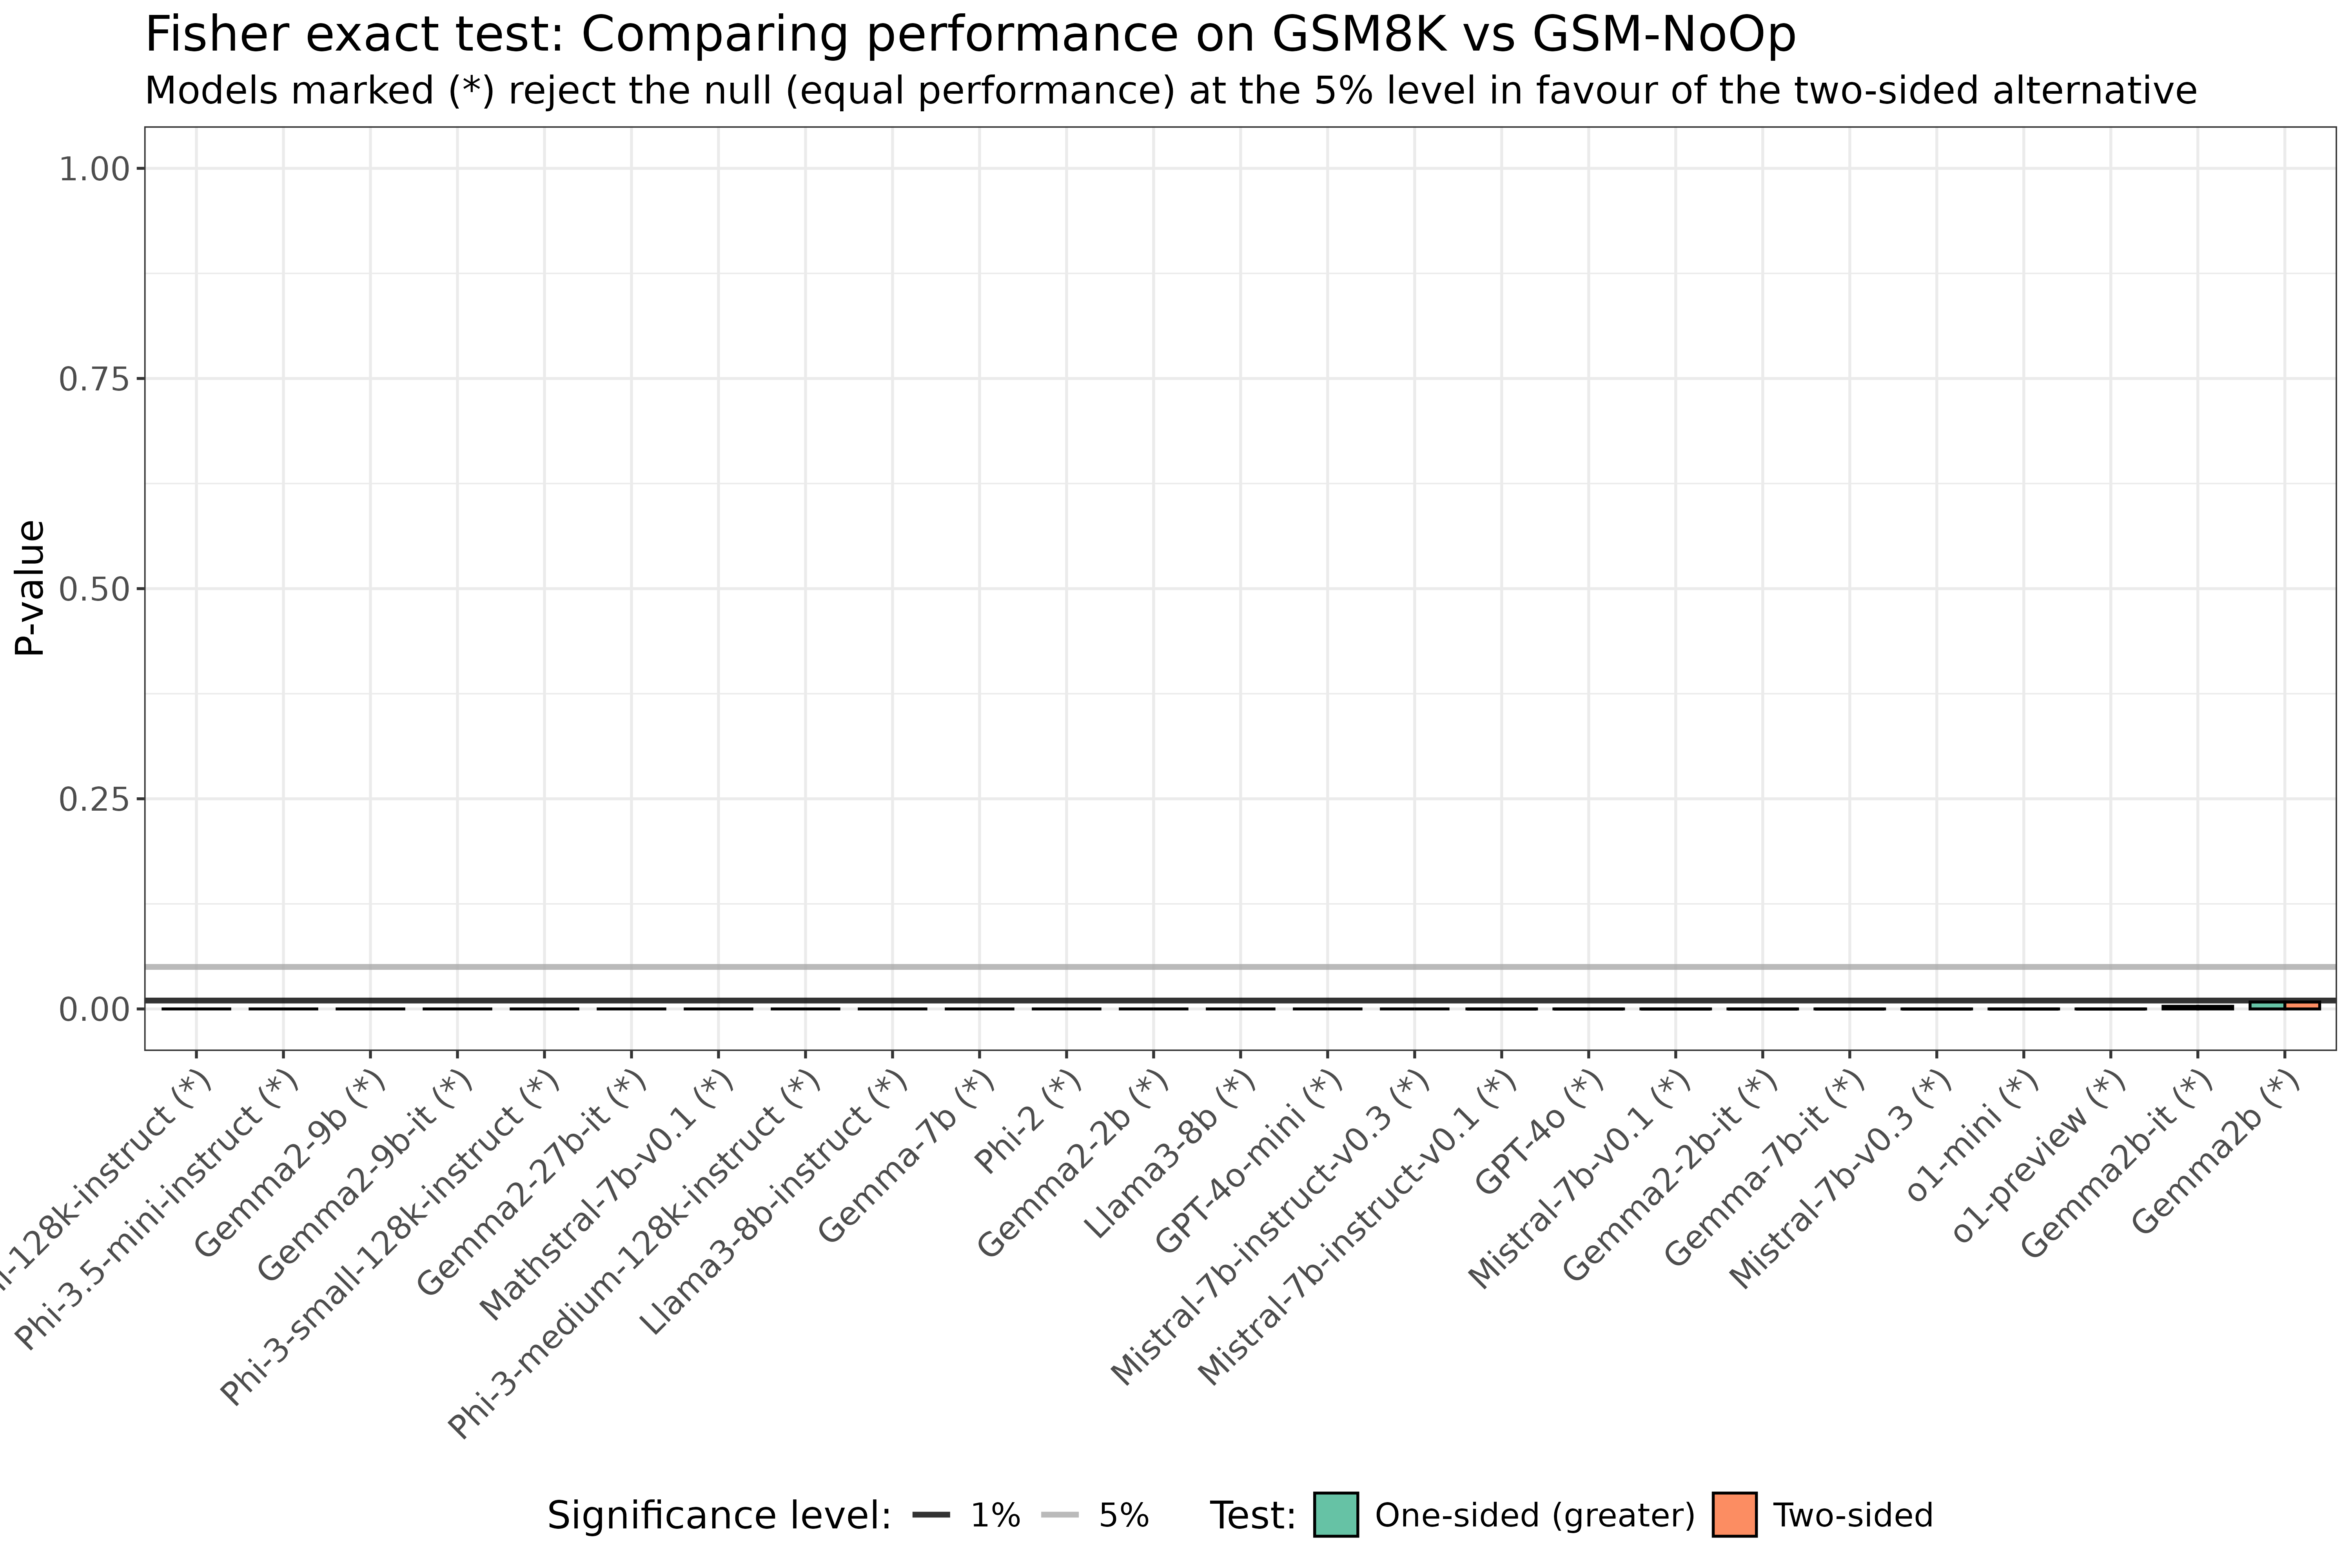 Fisher exact test: Comparing performance on GSM8K vs GSM-NoOp
Models marked (*) reject the null (equal performance) at the 5% level in favour of the two-sided alternative
P-value
1.00
0.75
0.50
0.25
0.00
-128k-instruct (*)
Phi-3.5-mini-instruct (*)
Gemma2-9b (*)
Gemma2-9b-it (*)
Phi-3-small-128k-instruct (*)
Gemma2-27b-it (*)
Mathstral-7b-v0.1 (*)
Phi-3-medium-128k-instruct (*)
Llama3-8b-instruct (*)
Gemma-7b (*)
Phi-2 (*)
Gemma2-2b (*)
Llama3-8b (*)
GPT-4o-mini (*)
Mistral-7b-instruct-v0.3 (*)
Mistral-7b-instruct-v0.1 (*)
GPT-4o (*)
Mistral-7b-v0.1 (*)
Gemma2-2b-it (*)
Gemma-7b-it (*)
Mistral-7b-v0.3 (*)
o1-mini (*)
o1-preview (*)
Gemma2b-it (*)
Gemma2b (*)
Significance level: 1% 5% Test: One-sided (greater) Two-sided